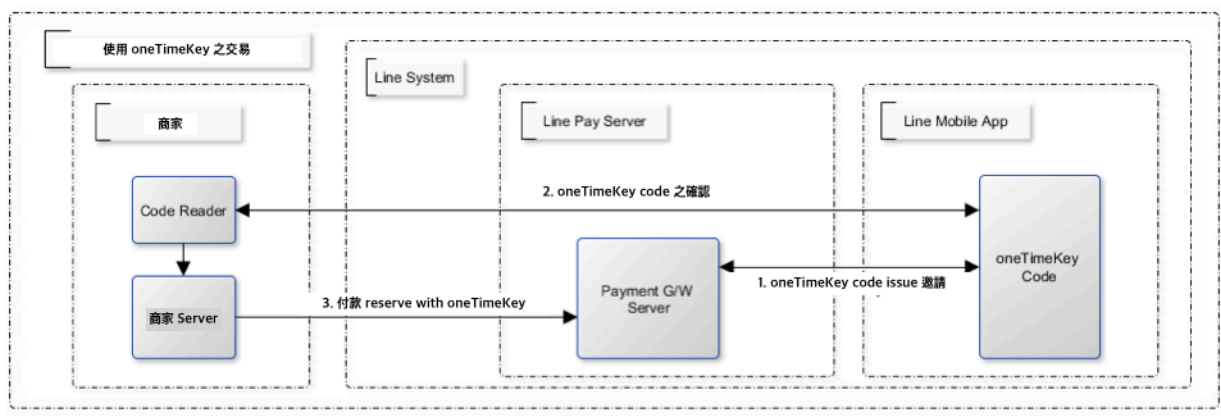 使用 oneTimeKey 之交易
Line System
商家
Line Pay Server
Line Mobile App
2. oneTimeKey code 之確認
Code Reader
oneTimeKey
Code
1. oneTimeKey code issue 邀請
Payment G/W
Server
3. 付款 reserve with oneTimeKey
商家 Server